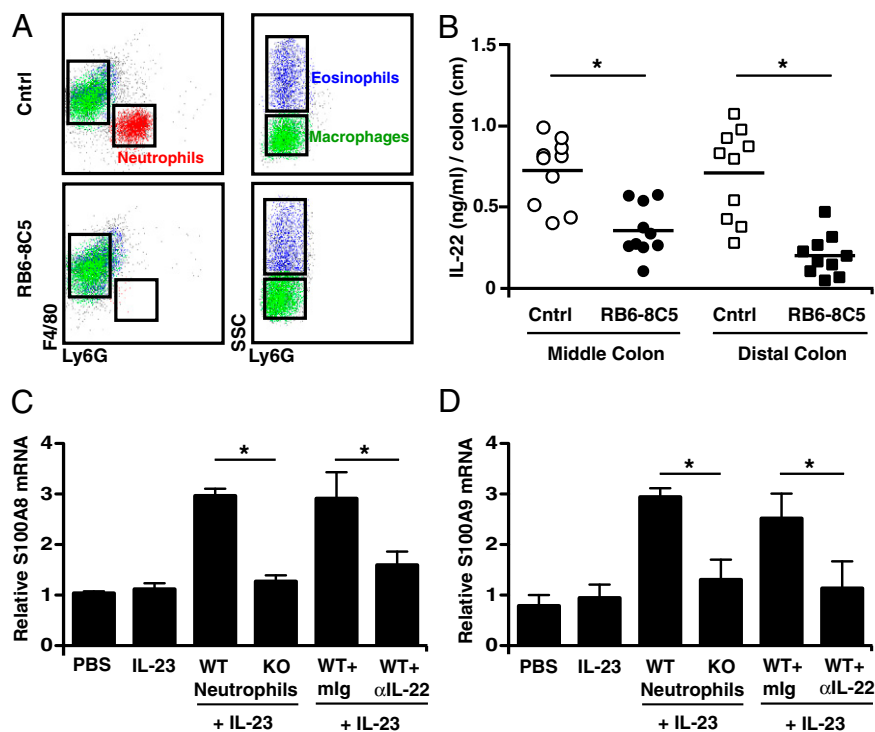 A
Cntrl
Neutrophils
Eosinophils
Macrophages
RB6-8C5
F4/80
Ly6G
SSC
Ly6G
B
IL-22 (ng/ml) / colon (cm)
1.5
1.0
0.5
0
*
*
Cntrl RB6-8C5 Cntrl RB6-8C5
Middle Colon Distal Colon
C
Relative S100A8 mRNA
4
3
2
1
0
*
*
PBS IL-23 WT KO WT+ WT+
Neutrophils mIg αIL-22
+ IL-23 + IL-23
D
Relative S100A9 mRNA
4
3
2
1
0
*
*
PBS IL-23 WT KO WT+ WT+
Neutrophils mIg αIL-22
+ IL-23 + IL-23